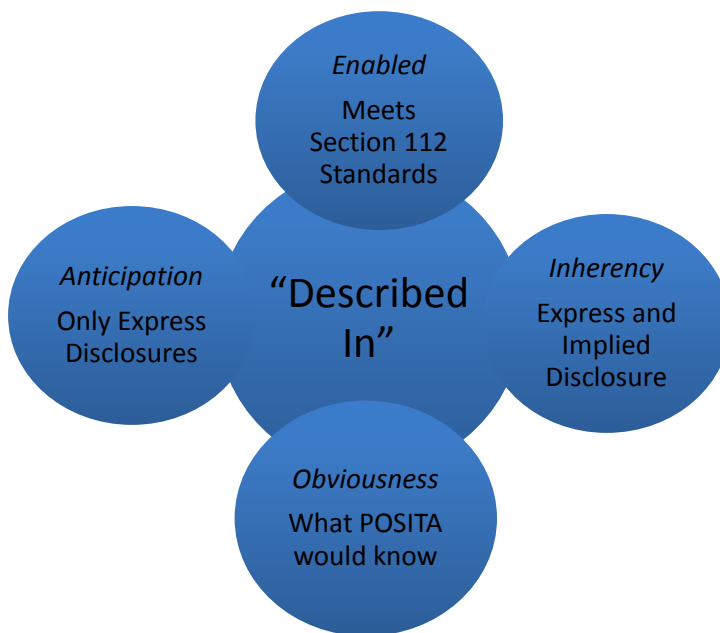 Enabled
Meets
Section 112
Standards
Anticipation
Only Express
Disclosures
“Described
In”
Inherency
Express and
Implied
Disclosure
Obviousness
What POSITA
would know